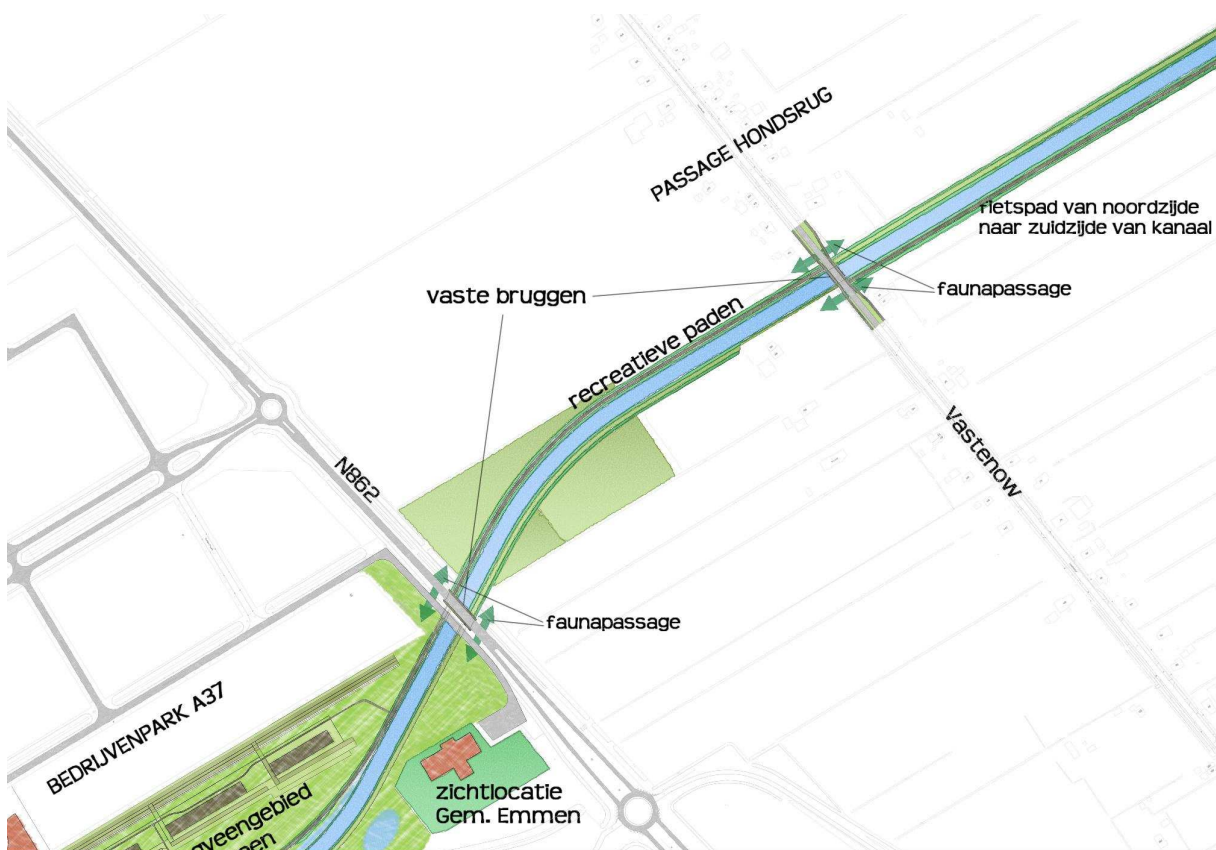 PASSAGE HONDSRUG
fietspad van noordzijde
naar zuidzijde van kanaal
vaste bruggen
faunapassage
recreatieve paden
Vastenow
N862
faunapassage
BEDRIJVENPARK A37
zichtlocatie
Gem. Emmen